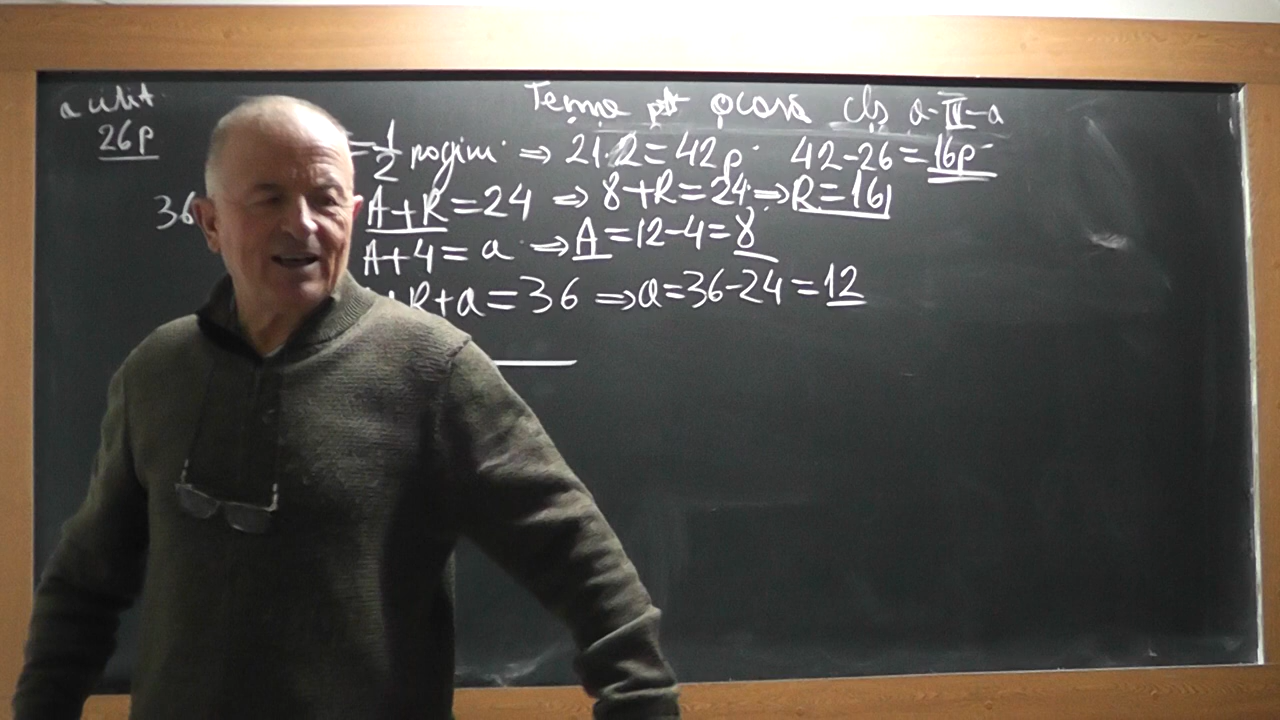 a citit
Tema pt acasă cls a-III-a
26p
=1/2 pagini ⇒ 21·2=42p 42-26=16p
36
A+R=24 ⇒ 8+R=24 ⇒ R=16
A+4=a ⇒ A=12-4=8
+R+a=36 ⇒ a=36-24=12